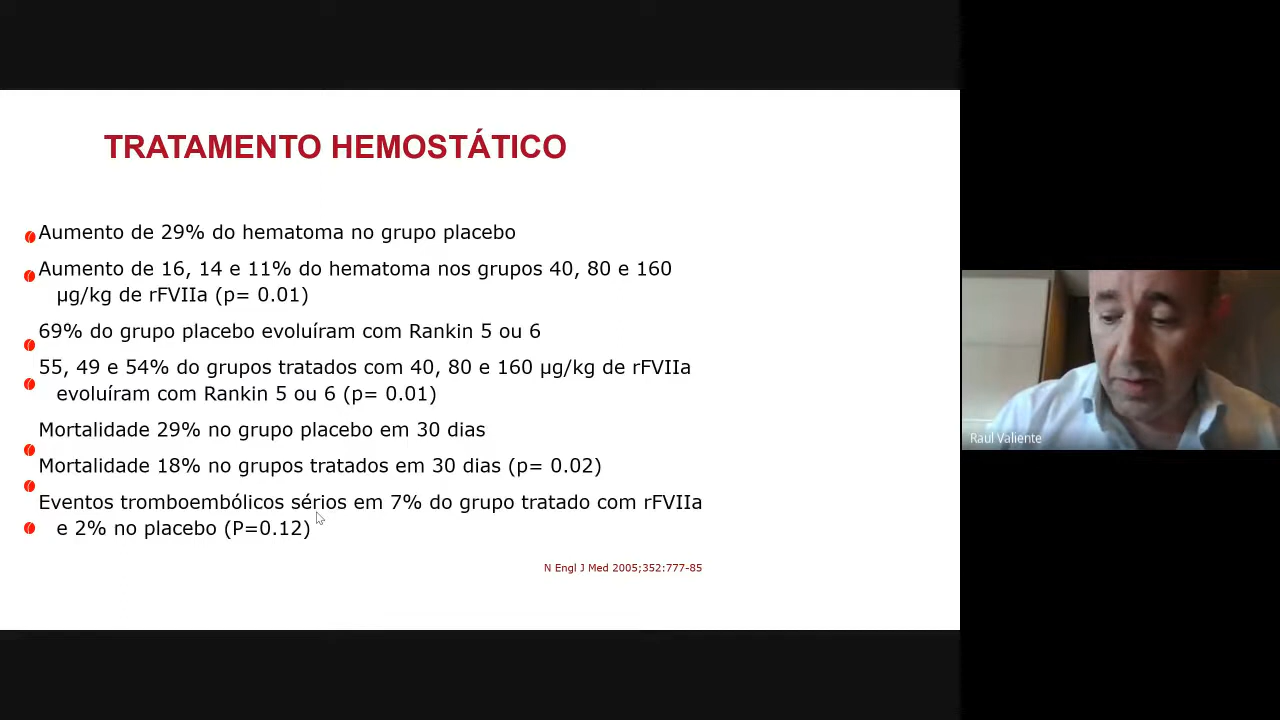 TRATAMENTO HEMOSTÁTICO
Aumento de 29% do hematoma no grupo placebo
Aumento de 16, 14 e 11% do hematoma nos grupos 40, 80 e 160
µg/kg de rFVIIa (p= 0.01)
69% do grupo placebo evoluíram com Rankin 5 ou 6
55, 49 e 54% do grupos tratados com 40, 80 e 160 µg/kg de rFVIIa
evoluíram com Rankin 5 ou 6 (p= 0.01)
Mortalidade 29% no grupo placebo em 30 dias
Mortalidade 18% no grupos tratados em 30 dias (p= 0.02)
Eventos tromboembólicos sérios em 7% do grupo tratado com rFVIIa
e 2% no placebo (P=0.12)
N Engl J Med 2005;352:777-85
Raul Valiente